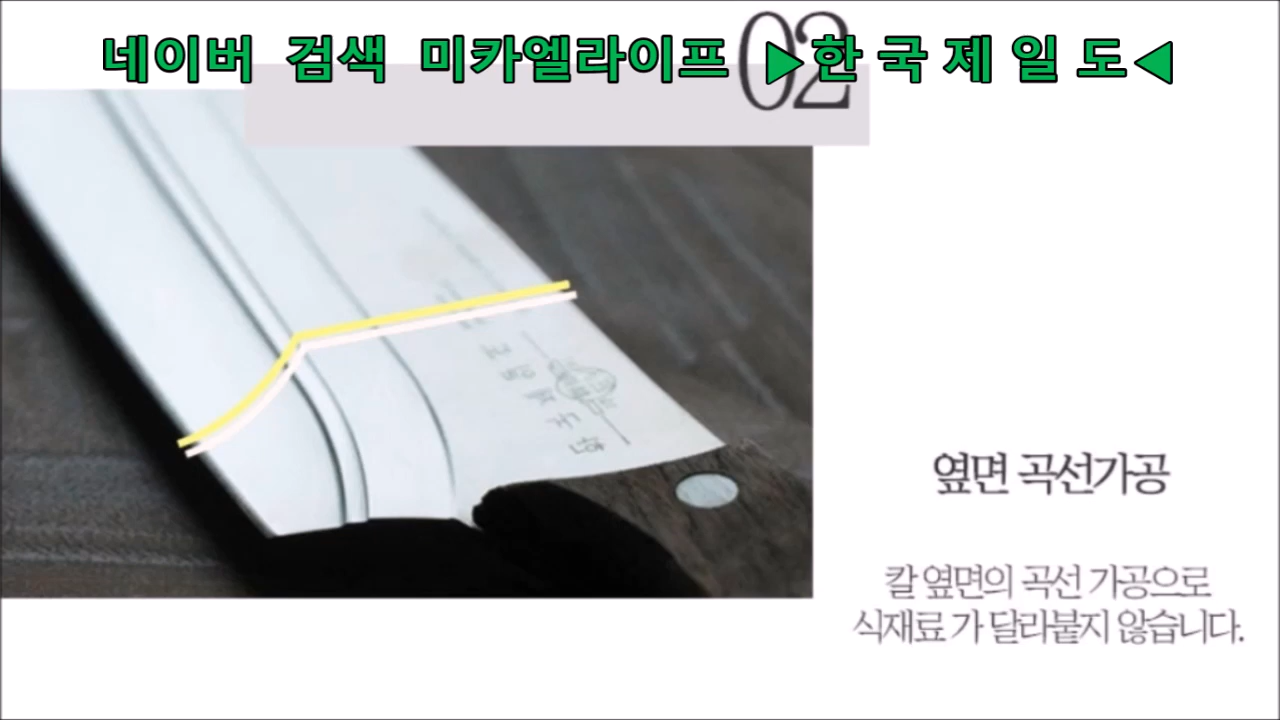 네이버 검색 미카엘라이프 ▶한국제일도◀
02
옆면 곡선가공
칼 옆면의 곡선 가공으로
식재료 가 달라붙지 않습니다.